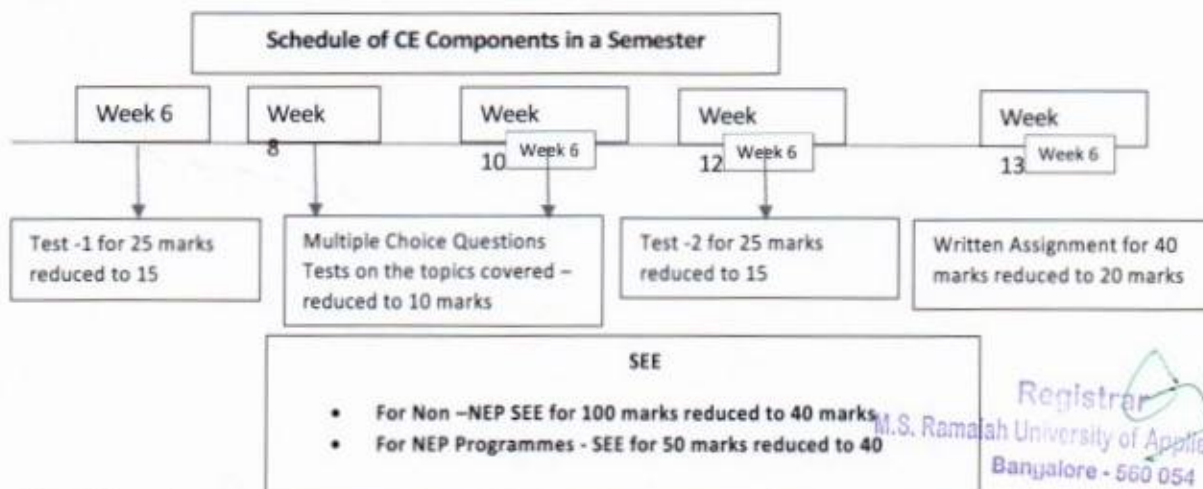 Schedule of CE Components in a Semester
Week 6
Week
8
Week
10
Week 6
Week
12
Week 6
Week
13
Week 6
Test -1 for 25 marks
reduced to 15
Multiple Choice Questions
Tests on the topics covered –
reduced to 10 marks
Test -2 for 25 marks
reduced to 15
Written Assignment for 40
marks reduced to 20 marks
SEE
• For Non –NEP SEE for 100 marks reduced to 40 marks
• For NEP Programmes - SEE for 50 marks reduced to 40
Registrar
M.S. Ramaiah University of
Bangalore - 560 054